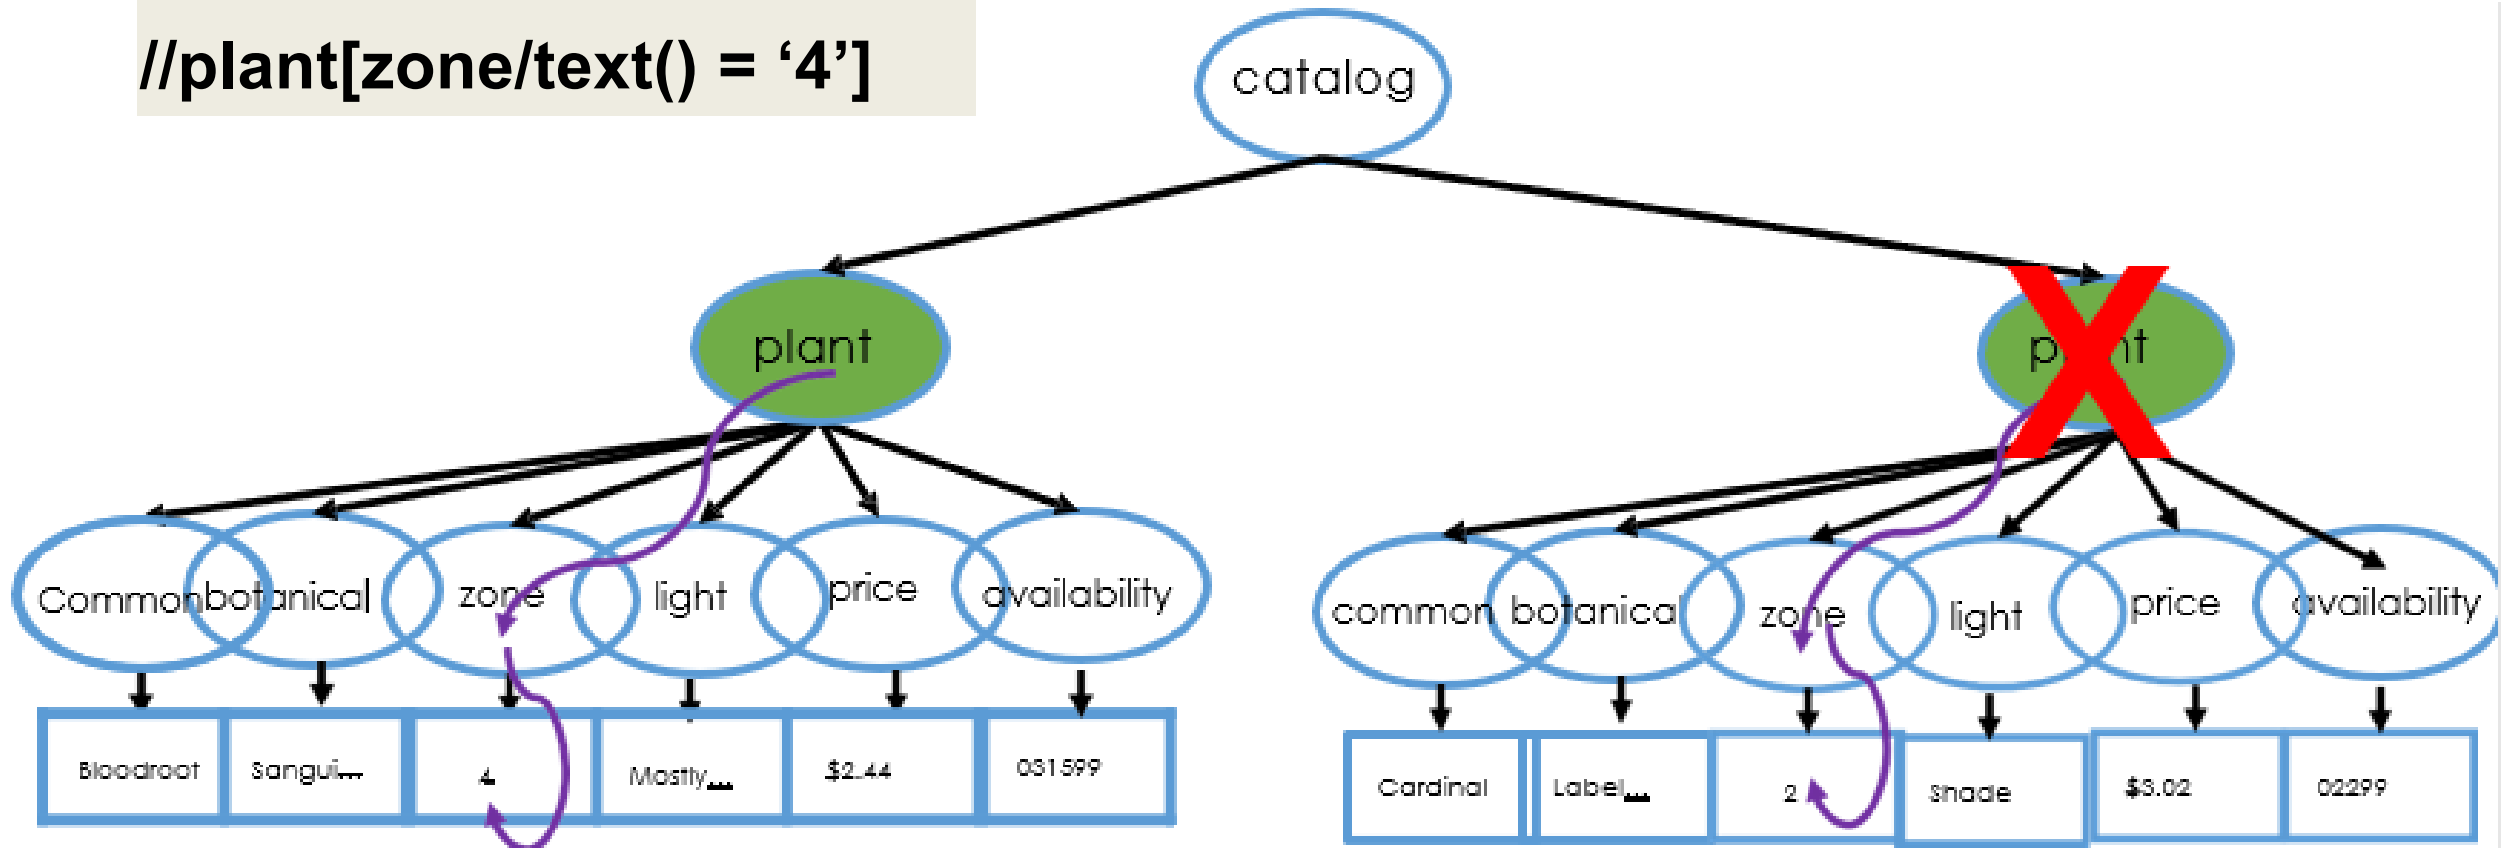 //plant[zone/text() = ‘4’]
catalog
plant
Common botanical zone light price availability
common botanical zone light price availability
Bloodroot Sangui... 4 Mostly... $2.44 031599
Cardinal Label... 2 Shade $3.02 02299